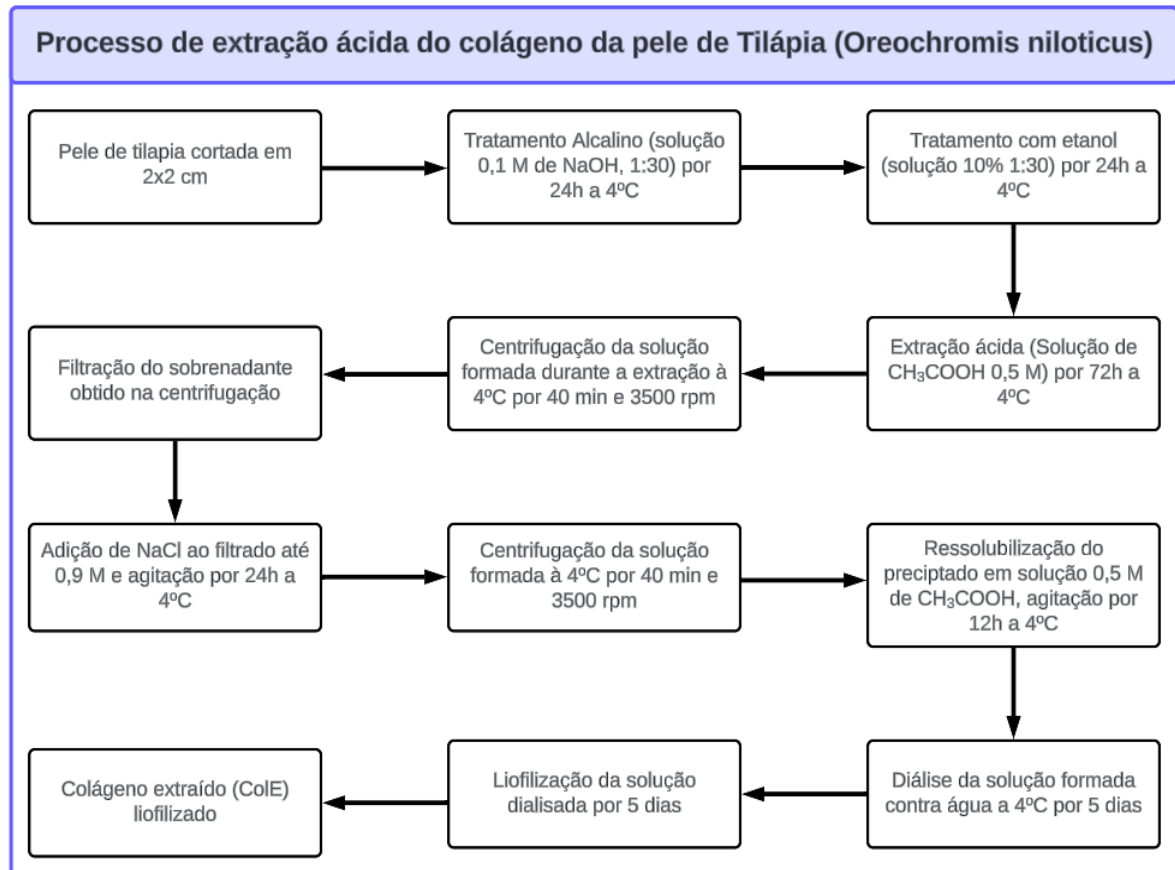 Processo de extração ácida do colágeno da pele de Tilápia (Oreochromis niloticus)
Pele de tilapia cortada em
2x2 cm
Tratamento Alcalino (solução
0,1 M de NaOH, 1:30) por
24h a 4ºC
Tratamento com etanol
(solução 10% 1:30) por 24h a
4ºC
Extração ácida (Solução de
CH₃COOH 0,5 M) por 72h a
4ºC
Centrifugação da solução
formada durante a extração à
4ºC por 40 min e 3500 rpm
Filtração do sobrenadante
obtido na centrifugação
Adição de NaCl ao filtrado até
0,9 M e agitação por 24h a
4ºC
Centrifugação da solução
formada à 4ºC por 40 min e
3500 rpm
Ressolubilização do
preciptado em solução 0,5 M
de CH₃COOH, agitação por
12h a 4ºC
Diálise da solução formada
contra água a 4ºC por 5 dias
Liofilização da solução
dialisada por 5 dias
Colágeno extraído (ColE)
liofilizado